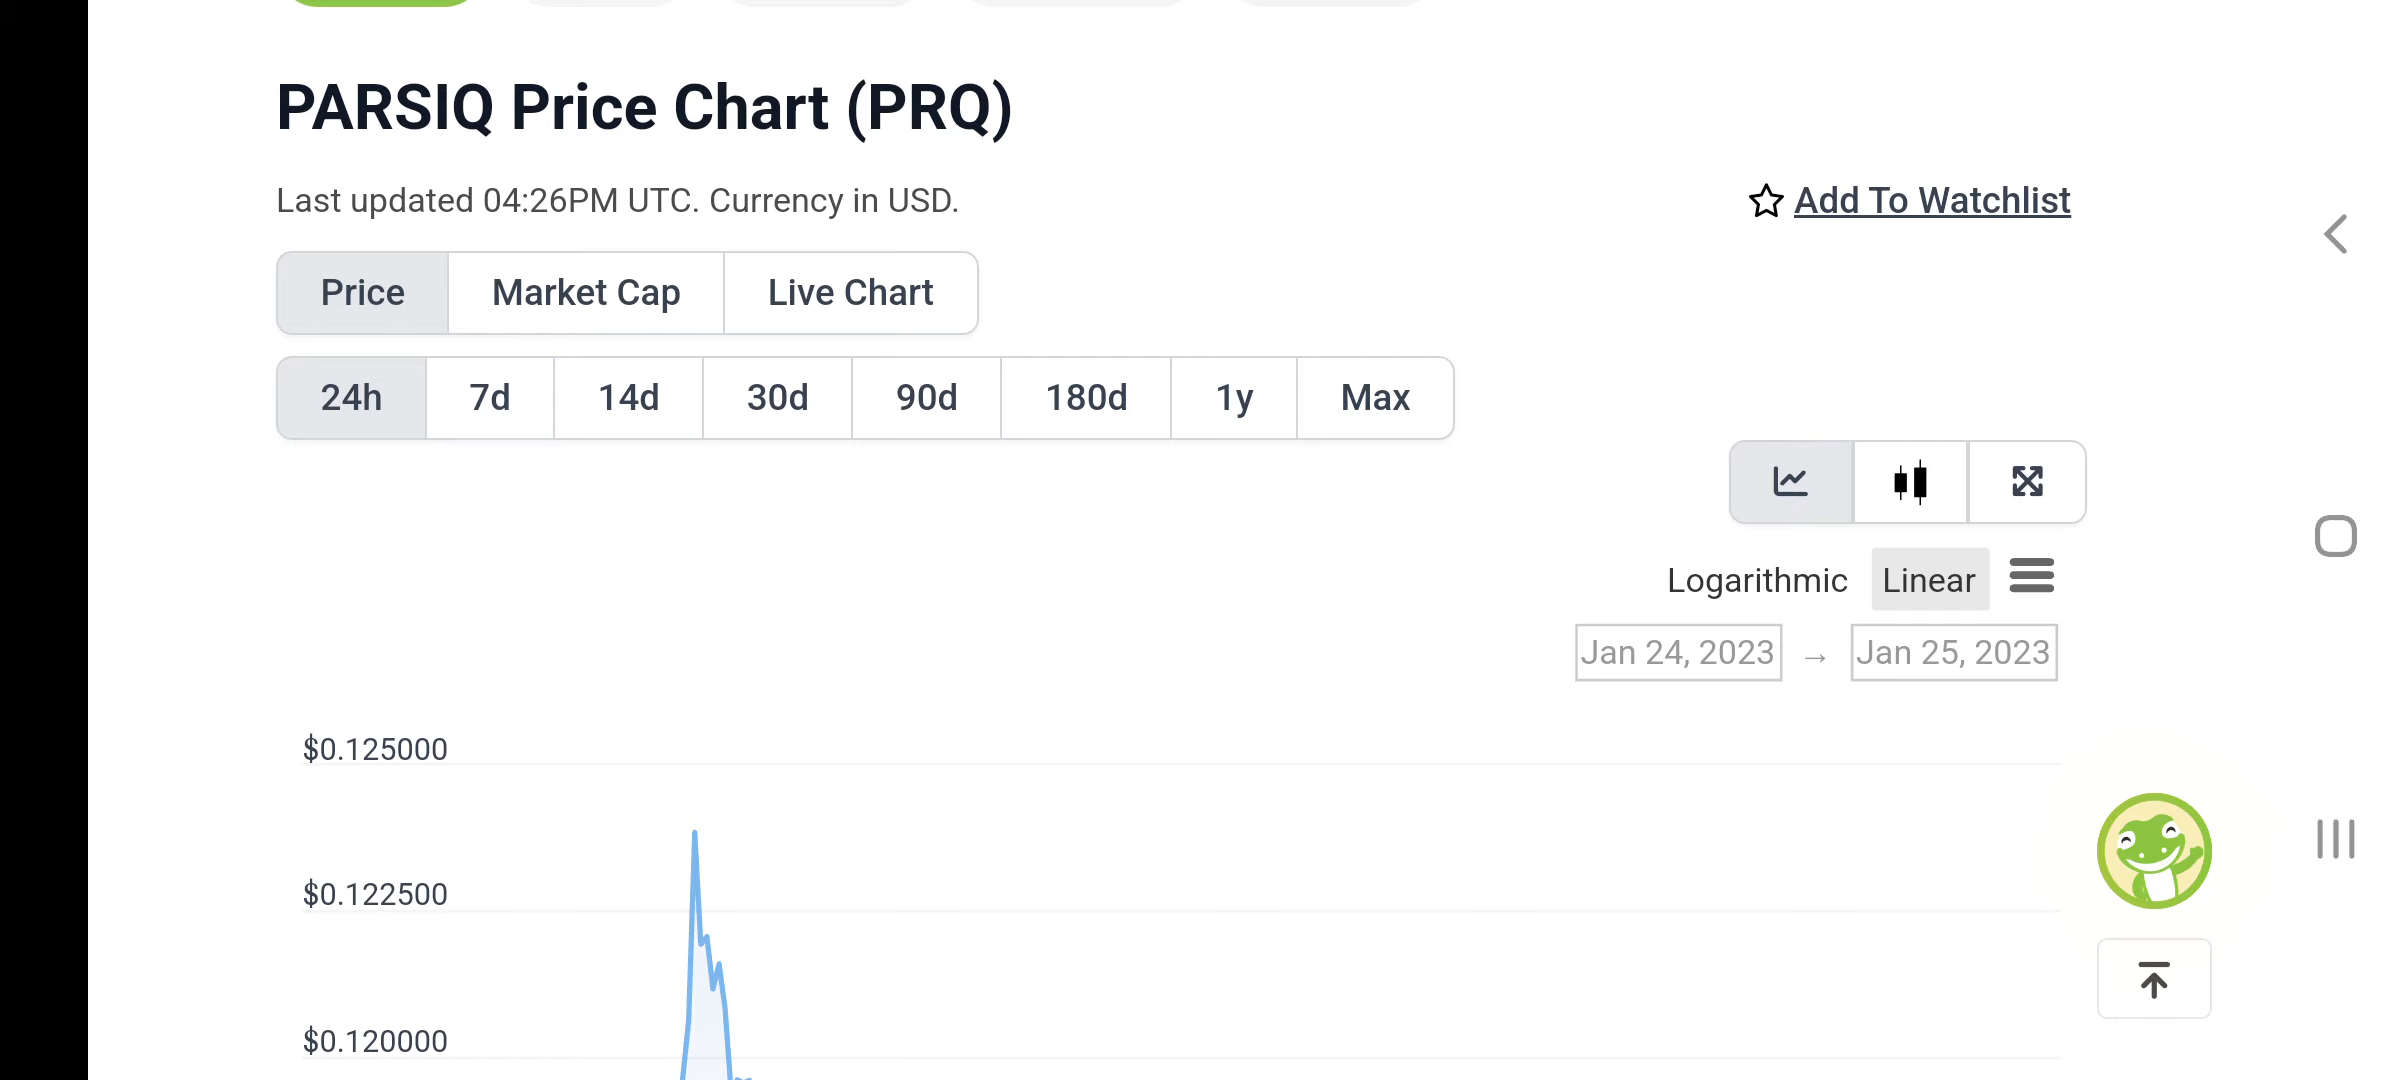 PARSIQ Price Chart (PRQ)
Last updated 04:26PM UTC. Currency in USD.
Add To Watchlist
Price Market Cap Live Chart
24h 7d 14d 30d 90d 180d 1y Max
Logarithmic Linear
Jan 24, 2023 → Jan 25, 2023
$0.125000
$0.122500
$0.120000